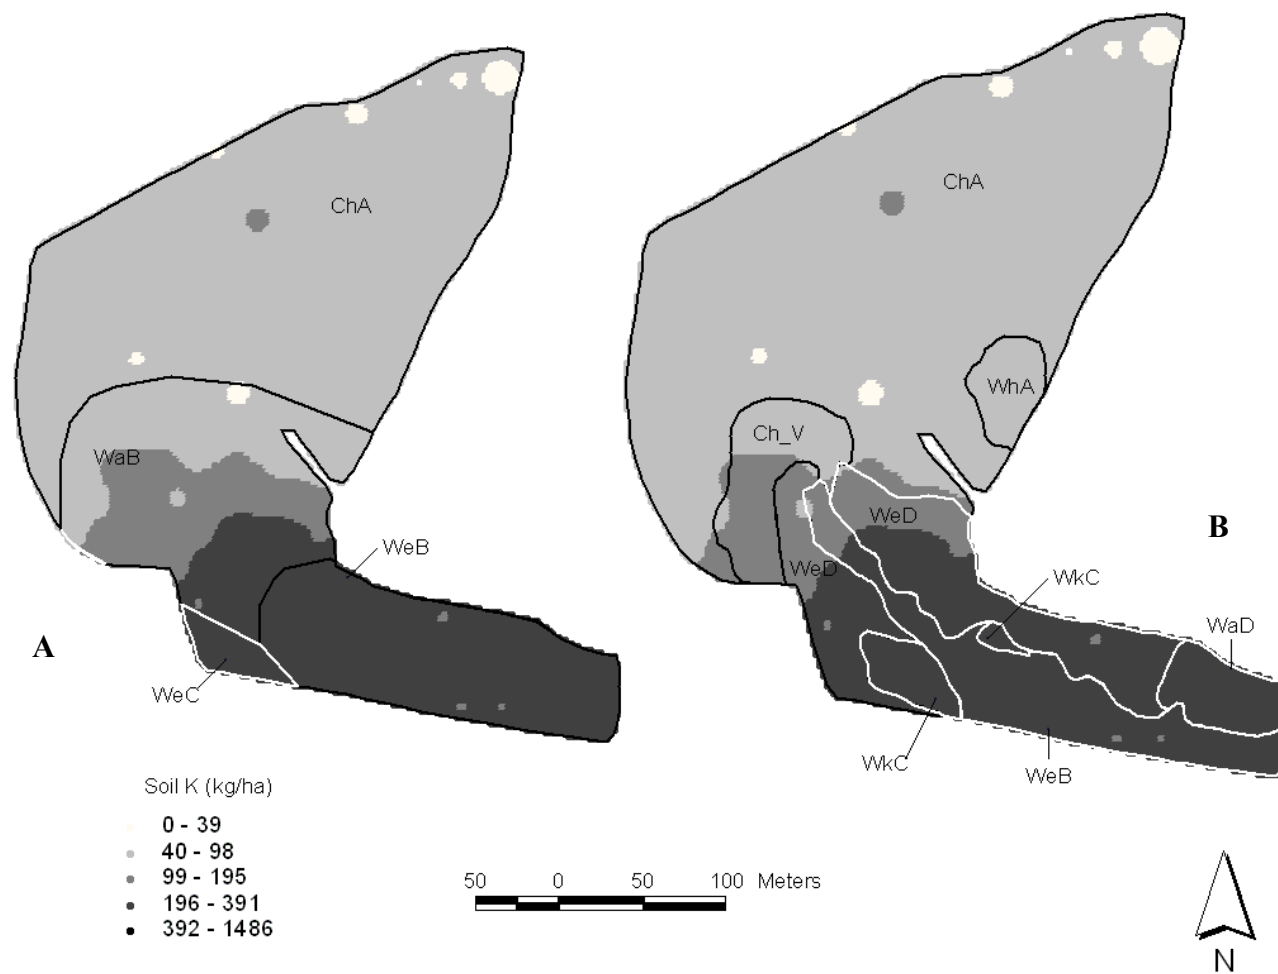 ChA
ChA
WhA
Ch_V
WaB
WeD
B
WeB
WeD
WkC
A
WaD
WeC
WkC
WeB
Soil K (kg/ha)
0 - 39
40 - 98
99 - 195
196 - 391
392 - 1486
50 0 50 100 Meters
N